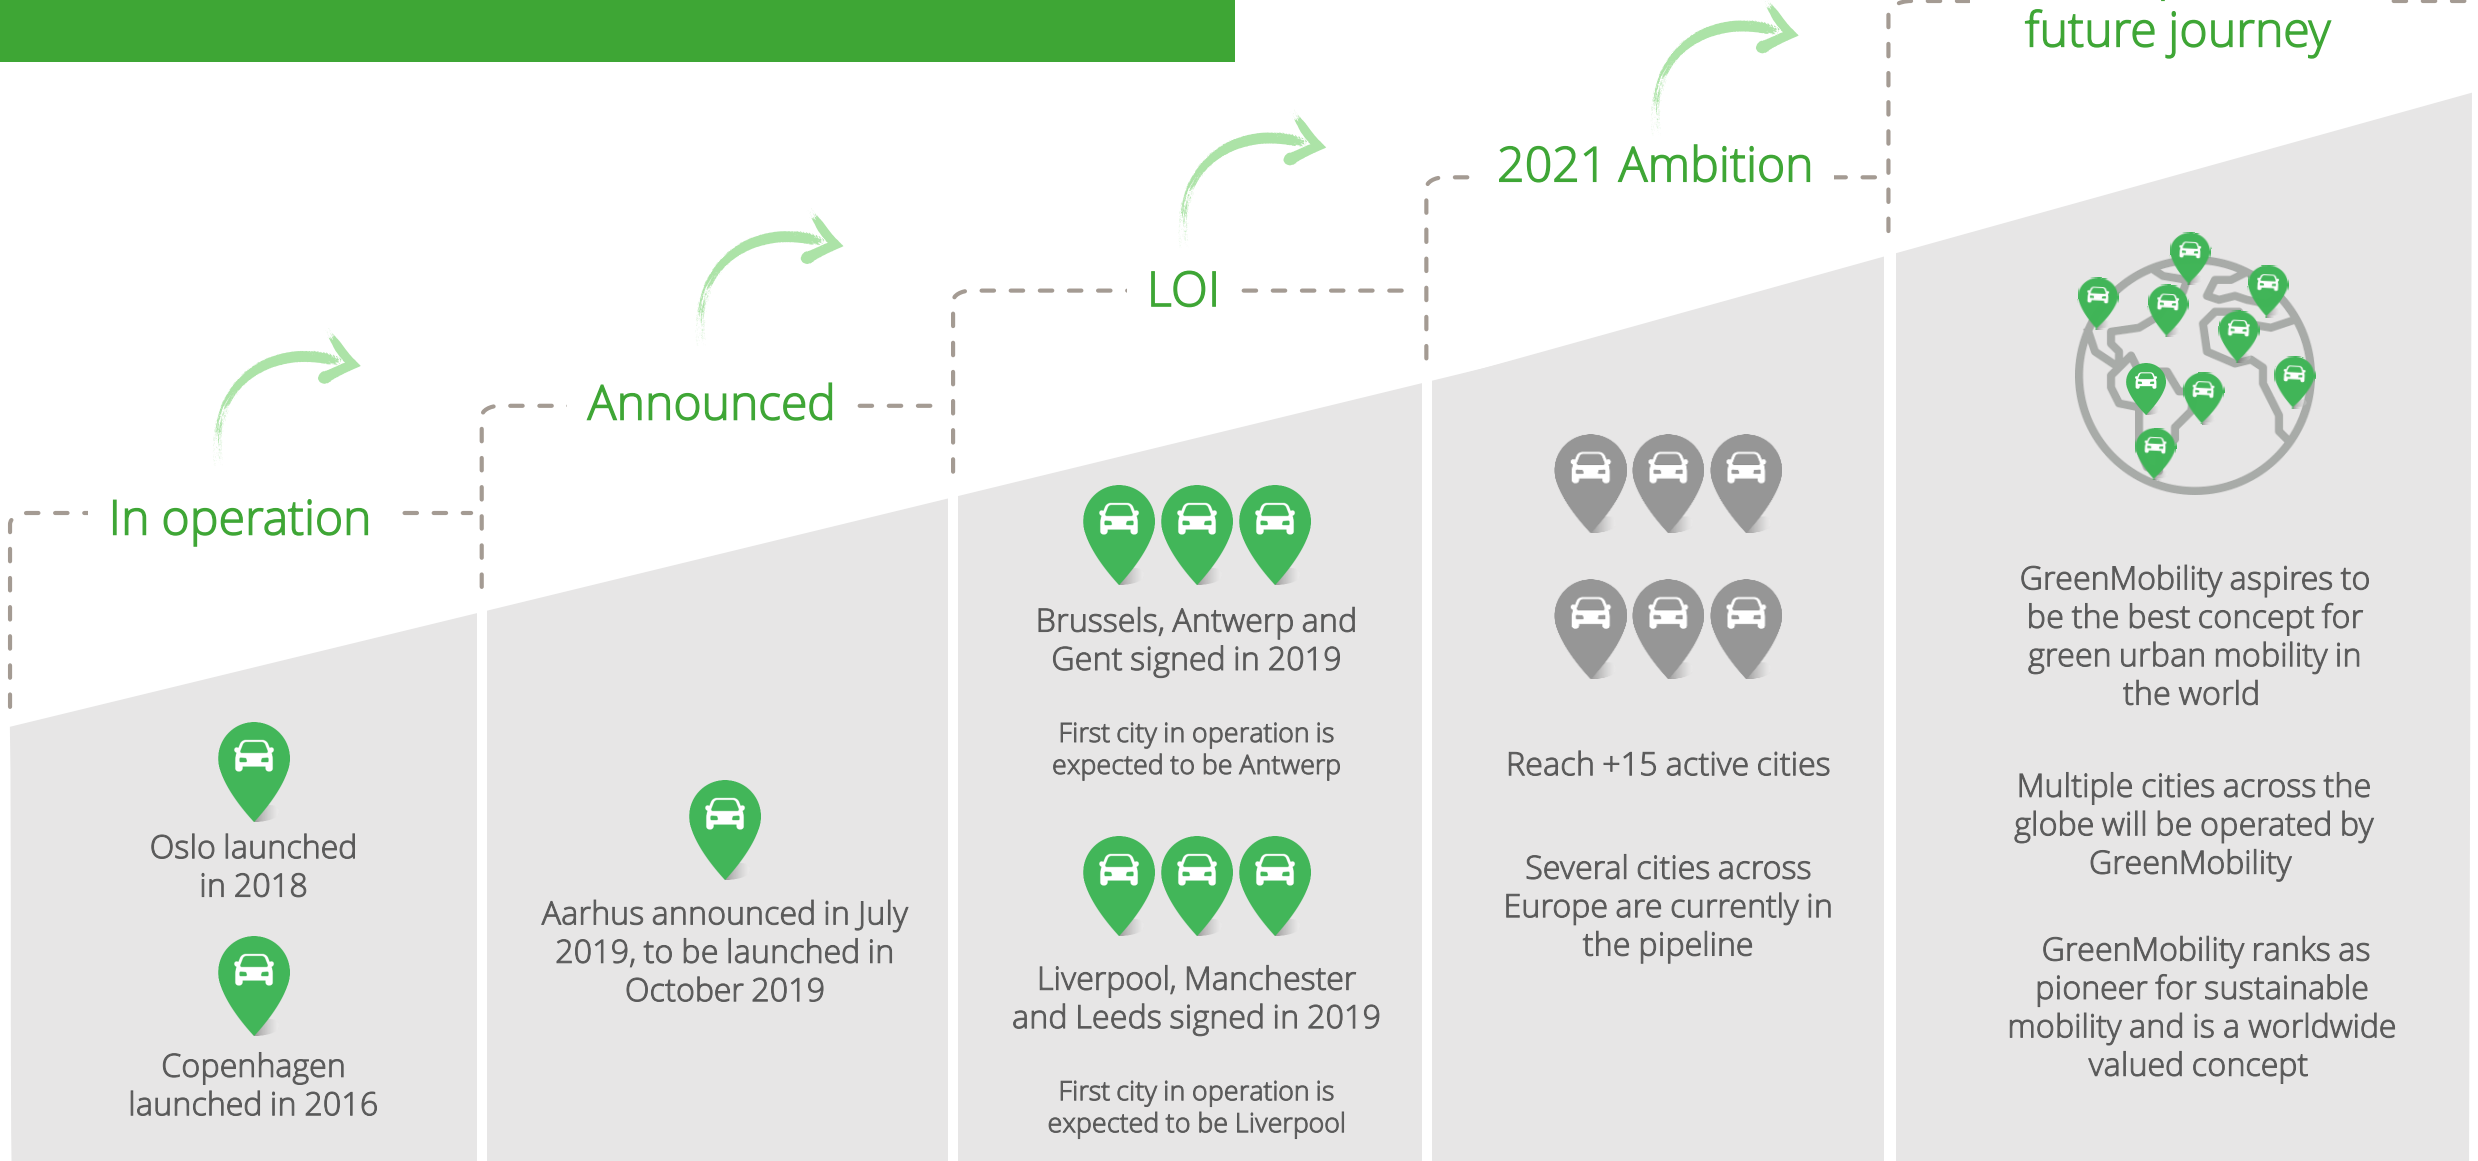 future journey
2021 Ambition
LOI
Announced
In operation
Oslo launched
in 2018
Copenhagen
launched in 2016
Aarhus announced in July
2019, to be launched in
October 2019
Brussels, Antwerp and
Gent signed in 2019
First city in operation is
expected to be Antwerp
Liverpool, Manchester
and Leeds signed in 2019
First city in operation is
expected to be Liverpool
Reach +15 active cities
Several cities across
Europe are currently in
the pipeline
GreenMobility aspires to
be the best concept for
green urban mobility in
the world
Multiple cities across the
globe will be operated by
GreenMobility
GreenMobility ranks as
pioneer for sustainable
mobility and is a worldwide
valued concept